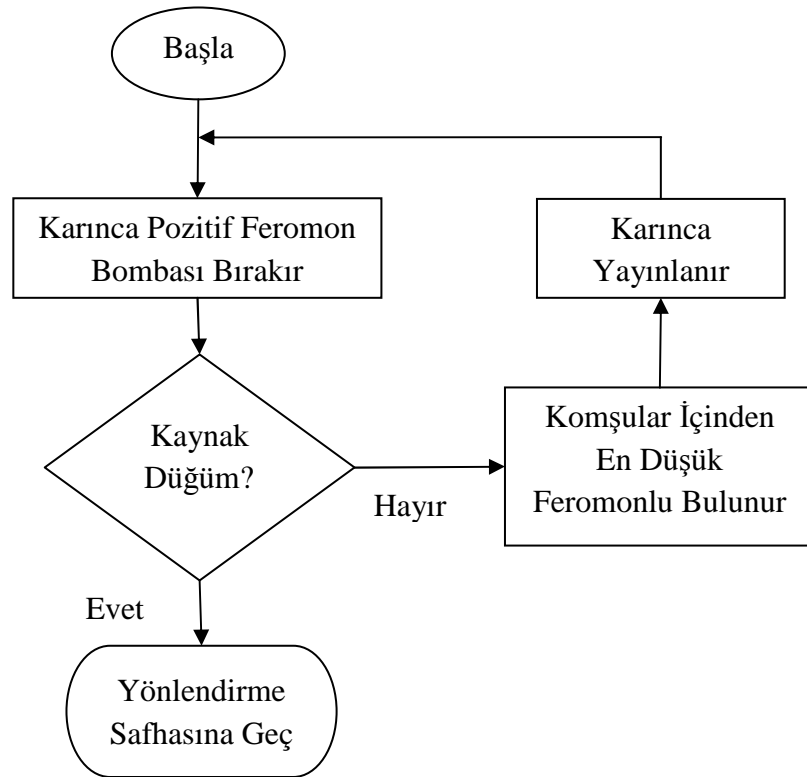 Başla
Karınca Pozitif Feromon
Bombası Bırakır
Karınca
Yayınlanır
Kaynak
Düğüm?
Komşular İçinden
En Düşük
Feromonlu Bulunur
Hayır
Evet
Yönlendirme
Safhasına Geç